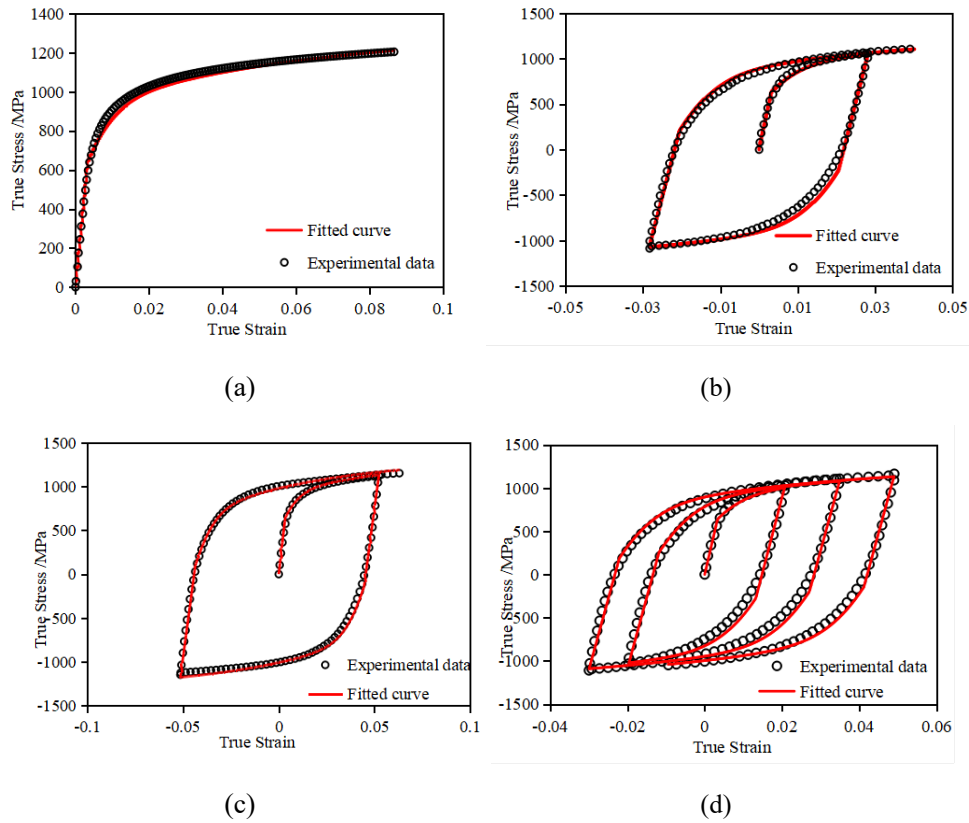 1400
1200
1000
800
600
400
200
0
True Stress /MPa
Fitted curve
Experimental data
0
0.02
0.04
0.06
0.08
0.1
True Strain
(a)
1500
1000
500
0
-500
-1000
-1500
True Stress /MPa
Fitted curve
Experimental data
-0.05
-0.03
-0.01
0.01
0.03
0.05
True Strain
(b)
1500
1000
500
0
-500
-1000
-1500
True Stress /MPa
Experimental data
Fitted curve
-0.1
-0.05
0
0.05
0.1
True Strain
(c)
1500
1000
500
0
-500
-1000
-1500
True Stress /MPa
Experimental data
Fitted curve
-0.04
-0.02
0
0.02
0.04
0.06
True Strain
(d)